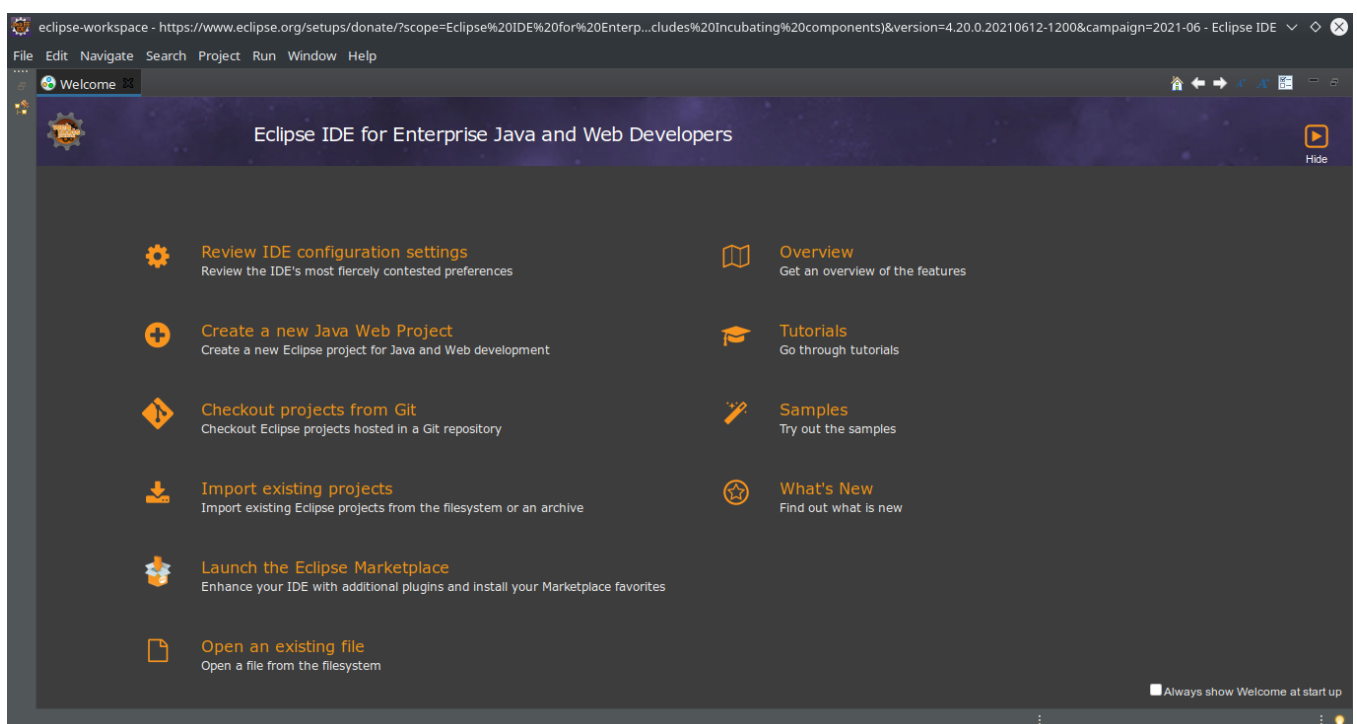 eclipse-workspace - https://www.eclipse.org/setups/donate/?scope=Eclipse%20IDE%20for%20Enterp...cludes%20Incubating%20components)&version=4.20.0.20210612-1200&campaign=2021-06 - Eclipse IDE
File Edit Navigate Search Project Run Window Help
Welcome
Eclipse IDE for Enterprise Java and Web Developers
Hide
Review IDE configuration settings
Review the IDE's most fiercely contested preferences
Overview
Get an overview of the features
Create a new Java Web Project
Create a new Eclipse project for Java and Web development
Tutorials
Go through tutorials
Checkout projects from Git
Checkout Eclipse projects hosted in a Git repository
Samples
Try out the samples
Import existing projects
Import existing Eclipse projects from the filesystem or an archive
What's New
Find out what is new
Launch the Eclipse Marketplace
Enhance your IDE with additional plugins and install your Marketplace favorites
Open an existing file
Open a file from the filesystem
Always show Welcome at start up